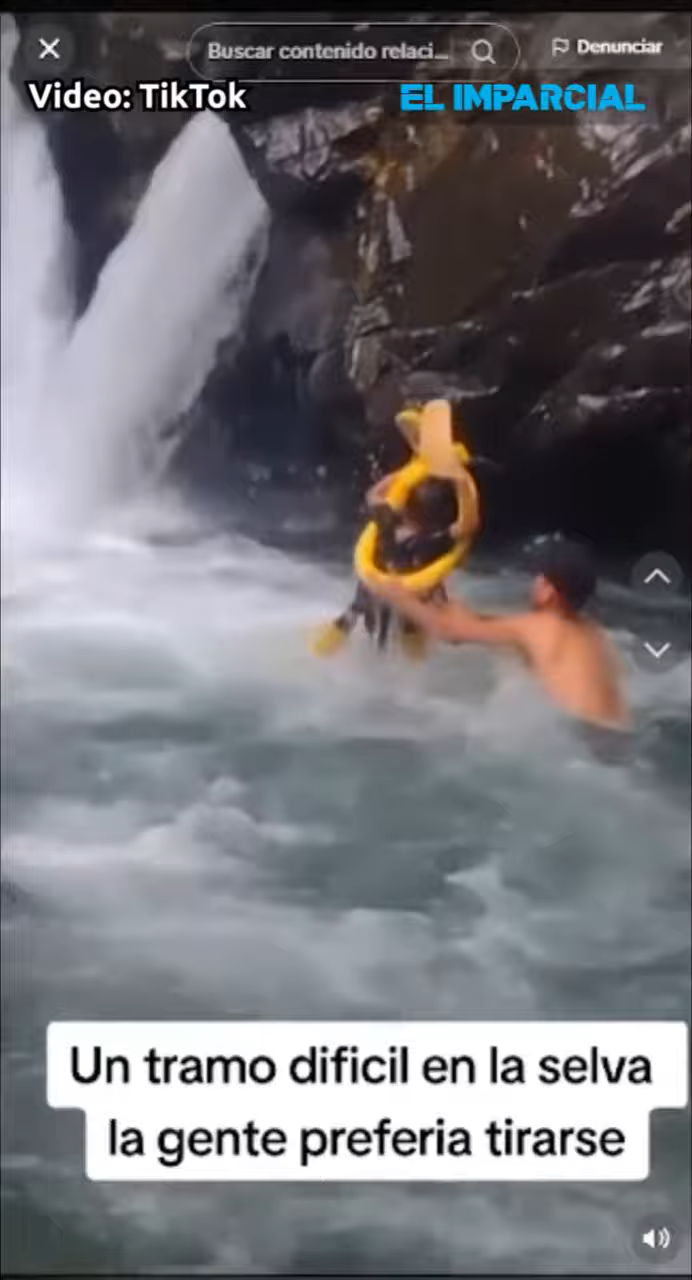 Buscar contenido relaci...
Denunciar
Video: TikTok
EL IMPARCIAL
Un tramo dificil en la selva
la gente preferia tirarse